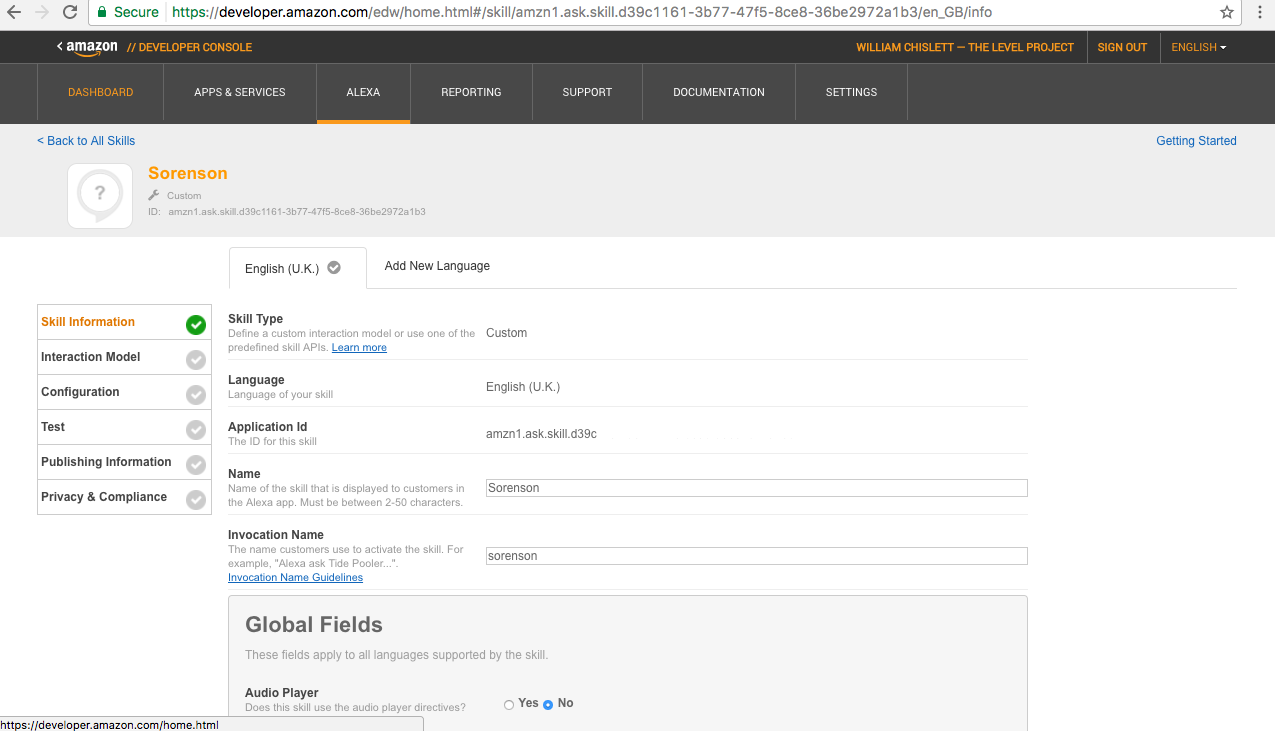 Secure https://developer.amazon.com/edw/home.html#/skill/amzn1.ask.skill.d39c1161-3b77-47f5-8ce8-36be2972a1b3/en_GB/info
< amazon // DEVELOPER CONSOLE WILLIAM CHISLETT — THE LEVEL PROJECT SIGN OUT ENGLISH
DASHBOARD APPS & SERVICES ALEXA REPORTING SUPPORT DOCUMENTATION SETTINGS
< Back to All Skills Getting Started
Sorenson
?
Custom
ID: amzn1.ask.skill.d39c1161-3b77-47f5-8ce8-36be2972a1b3
English (U.K.) Add New Language
Skill Information
Interaction Model
Configuration
Test
Publishing Information
Privacy & Compliance
Skill Type
Define a custom interaction model or use one of the
predefined skill APIs. Learn more
Custom
Language
Language of your skill
English (U.K.)
Application Id
The ID for this skill
amzn1.ask.skill.d39c
Name
Name of the skill that is displayed to customers in
the Alexa app. Must be between 2-50 characters.
Sorenson
Invocation Name
The name customers use to activate the skill. For
example, "Alexa ask Tide Pooler...".
Invocation Name Guidelines
sorenson
Global Fields
These fields apply to all languages supported by the skill.
Audio Player
Does this skill use the audio player directives?
Yes No
https://developer.amazon.com/home.html